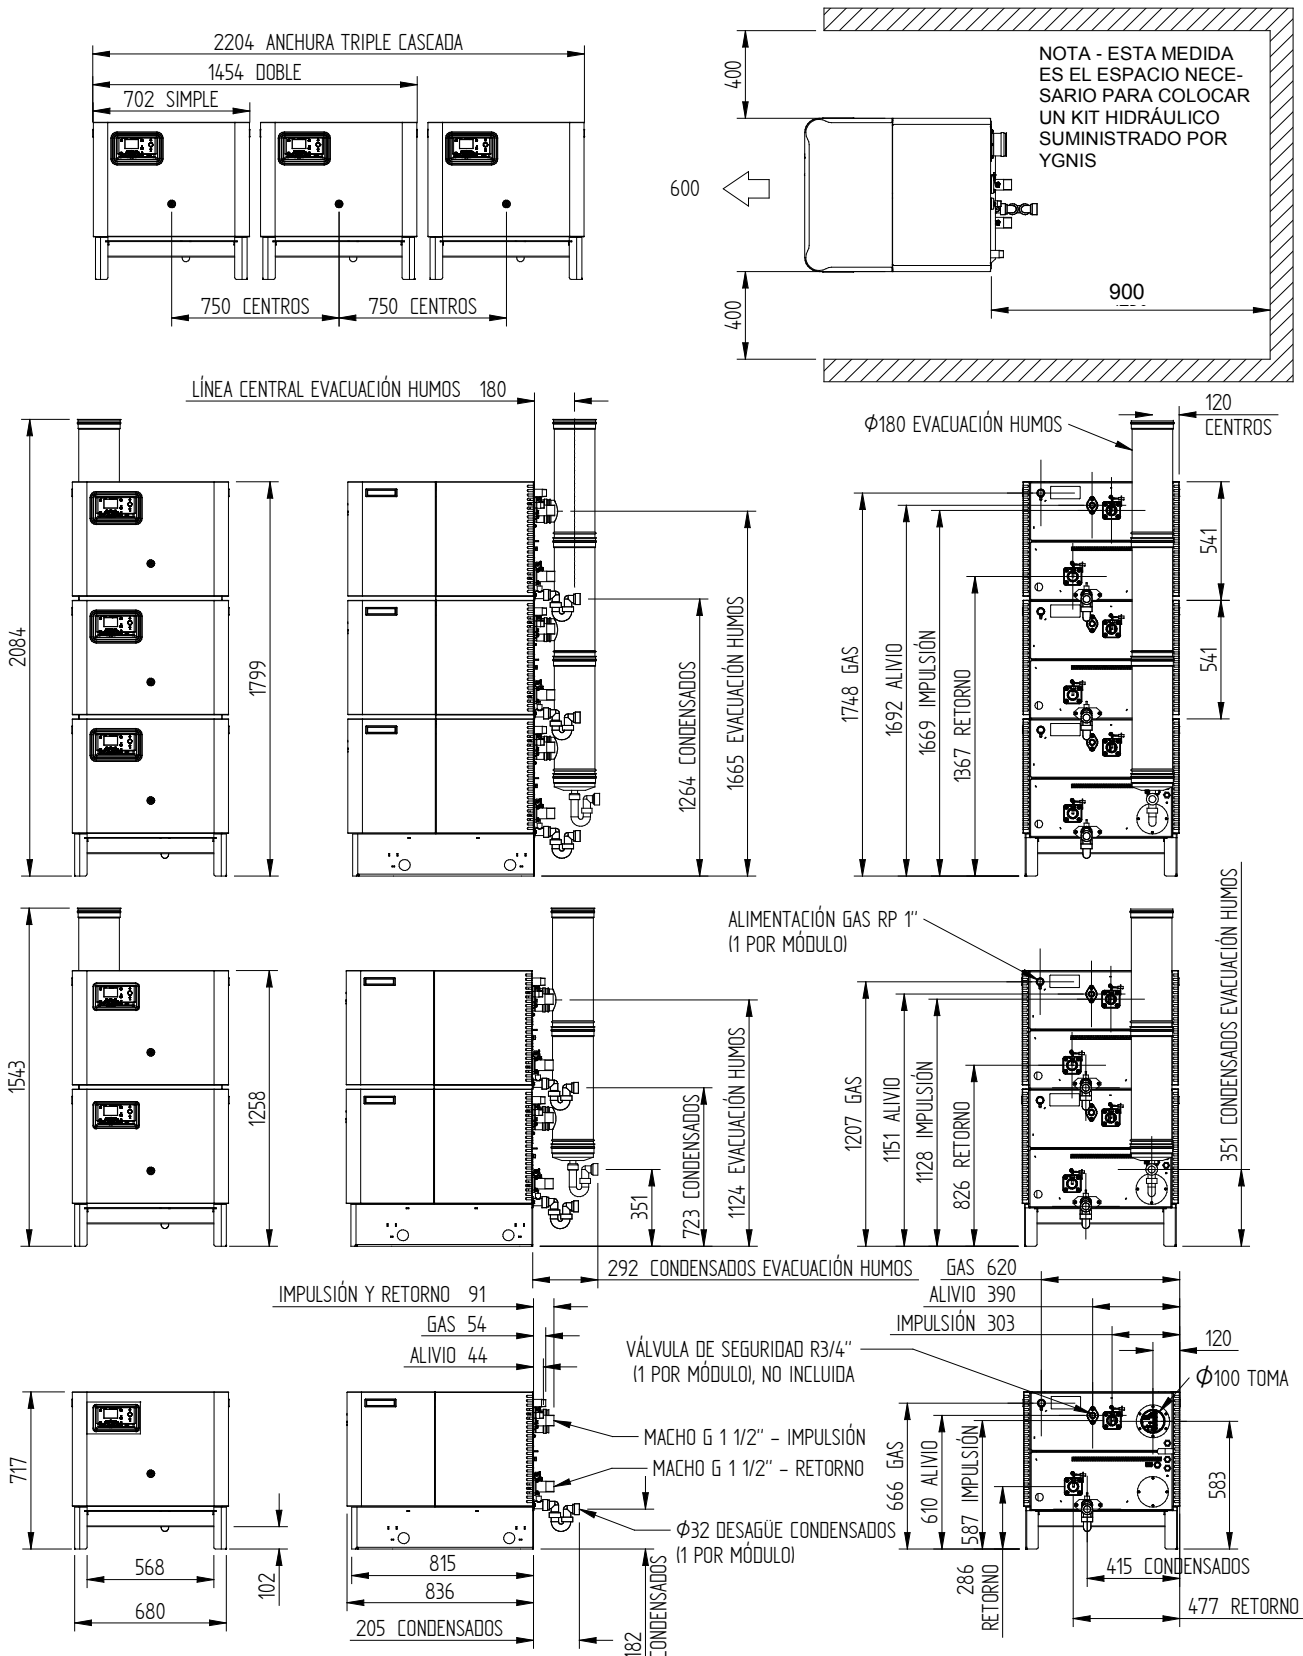 2204 ANCHURA TRIPLE CASCADA
1454 DOBLE
702 SIMPLE
750 CENTROS
750 CENTROS
400
600
400
900
NOTA - ESTA MEDIDA
ES EL ESPACIO NECE-
SARIO PARA COLOCAR
UN KIT HIDRÁULICO
SUMINISTRADO POR
YGNIS
LÍNEA CENTRAL EVACUACIÓN HUMOS 180
Φ180 EVACUACIÓN HUMOS
120
CENTROS
2084
1799
1264 CONDENSADOS
1665 EVACUACIÓN HUMOS
1748 GAS
1692 ALIVIO
1669 IMPULSIÓN
1367 RETORNO
541
541
ALIMENTACIÓN GAS RP 1"
(1 POR MÓDULO)
1543
1258
351
723 CONDENSADOS
1124 EVACUACIÓN HUMOS
1207 GAS
1151 ALIVIO
1128 IMPULSIÓN
826 RETORNO
351 CONDENSADOS EVACUACIÓN HUMOS
292 CONDENSADOS EVACUACIÓN HUMOS
IMPULSIÓN Y RETORNO 91
GAS 54
ALIVIO 44
GAS 620
ALIVIO 390
IMPULSIÓN 303
120
VÁLVULA DE SEGURIDAD R3/4"
(1 POR MÓDULO), NO INCLUIDA
Φ100 TOMA
MACHO G 1 1/2" - IMPULSIÓN
MACHO G 1 1/2" - RETORNO
Φ32 DESAGÜE CONDENSADOS
(1 POR MÓDULO)
717
102
568
680
815
836
205 CONDENSADOS
182
CONDENSADOS
666 GAS
610 ALIVIO
587 IMPULSIÓN
286
RETORNO
583
415 CONDENSADOS
477 RETORNO